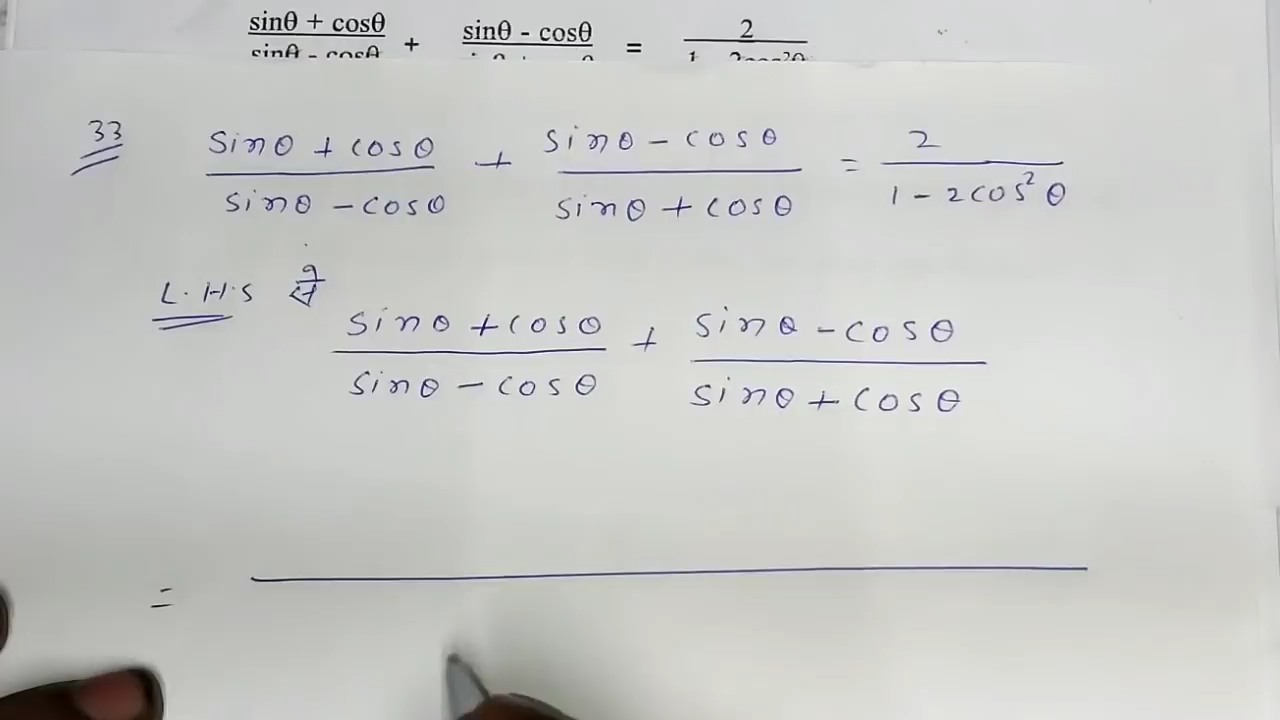 sinθ + cosθ / sinθ - cosθ + sinθ - cosθ = 2
33 sinθ + cosθ / sinθ - cosθ + sinθ - cosθ / sinθ + cosθ = 2 / 1 - 2cos²θ
L.H.S से
sinθ + cosθ / sinθ - cosθ + sinθ - cosθ / sinθ + cosθ
=